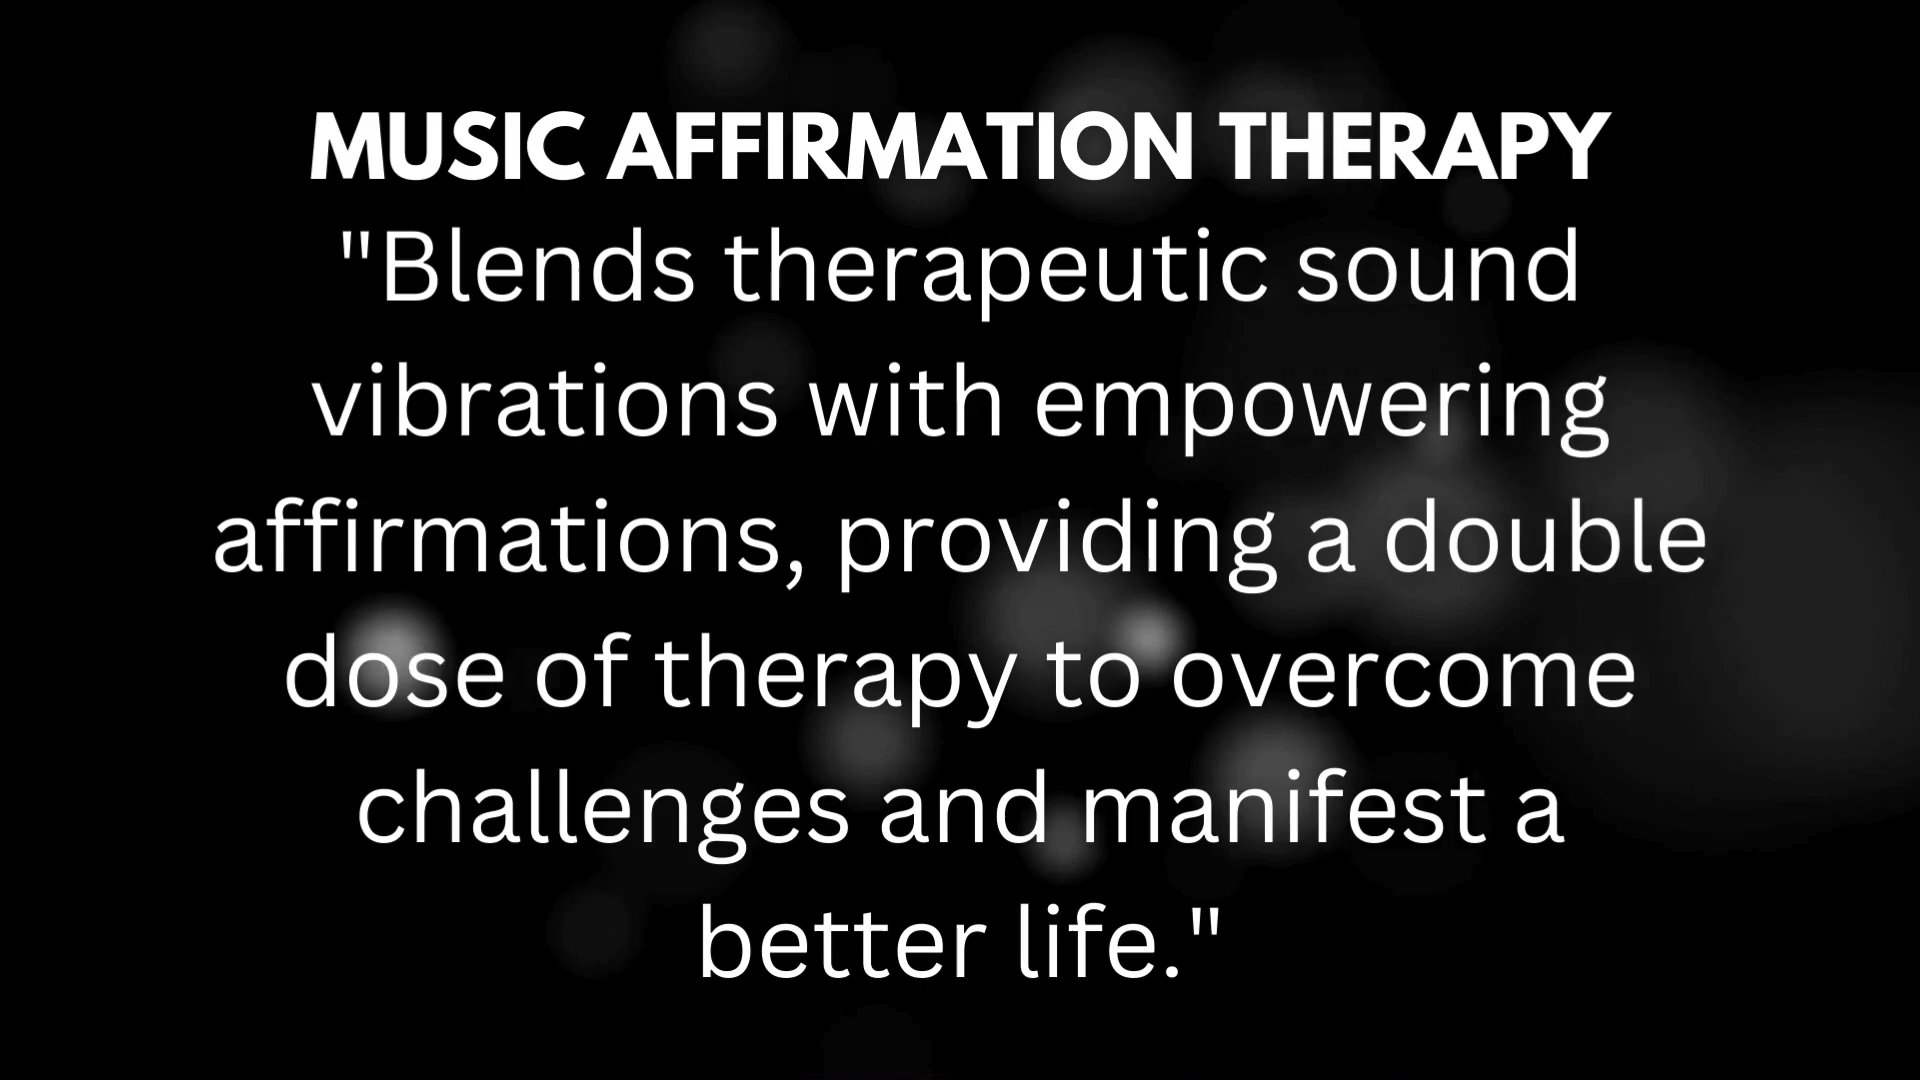 MUSIC AFFIRMATION THERAPY
"Blends therapeutic sound
vibrations with empowering
affirmations, providing a double
dose of therapy to overcome
challenges and manifest a
better life."